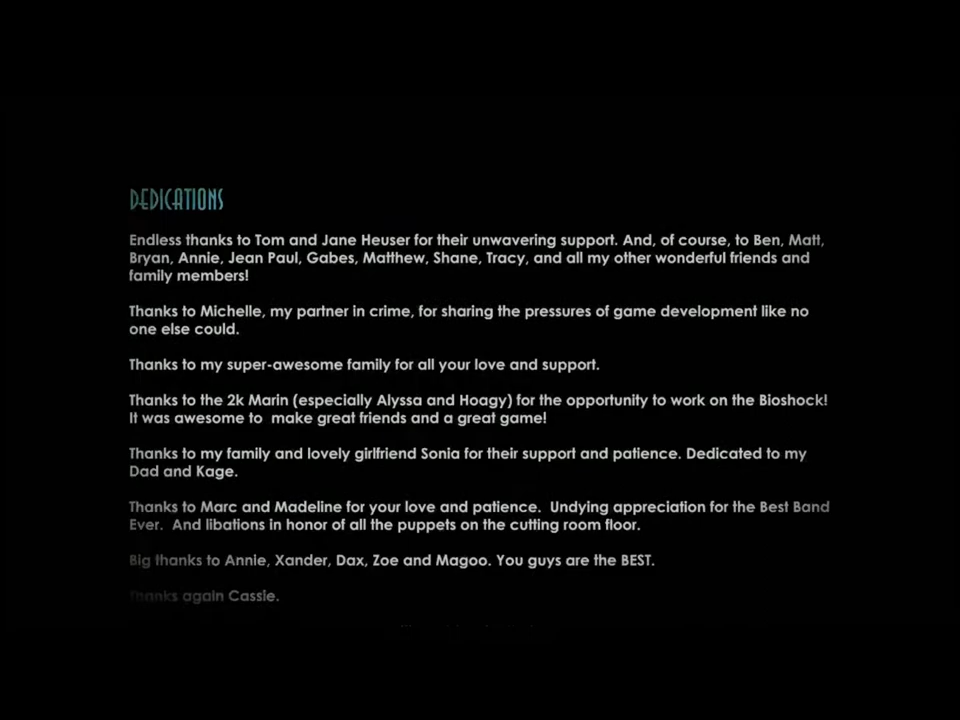 DEDICATIONS
Endless thanks to Tom and Jane Heuser for their unwavering support. And, of course, to Ben, Matt,
Bryan, Annie, Jean Paul, Gabes, Matthew, Shane, Tracy, and all my other wonderful friends and
family members!
Thanks to Michelle, my partner in crime, for sharing the pressures of game development like no
one else could.
Thanks to my super-awesome family for all your love and support.
Thanks to the 2k Marin (especially Alyssa and Hoagy) for the opportunity to work on the Bioshock!
It was awesome to  make great friends and a great game!
Thanks to my family and lovely girlfriend Sonia for their support and patience. Dedicated to my
Dad and Kage.
Thanks to Marc and Madeline for your love and patience.  Undying appreciation for the Best Band
Ever.  And libations in honor of all the puppets on the cutting room floor.
Big thanks to Annie, Xander, Dax, Zoe and Magoo. You guys are the BEST.
Thanks again Cassie.